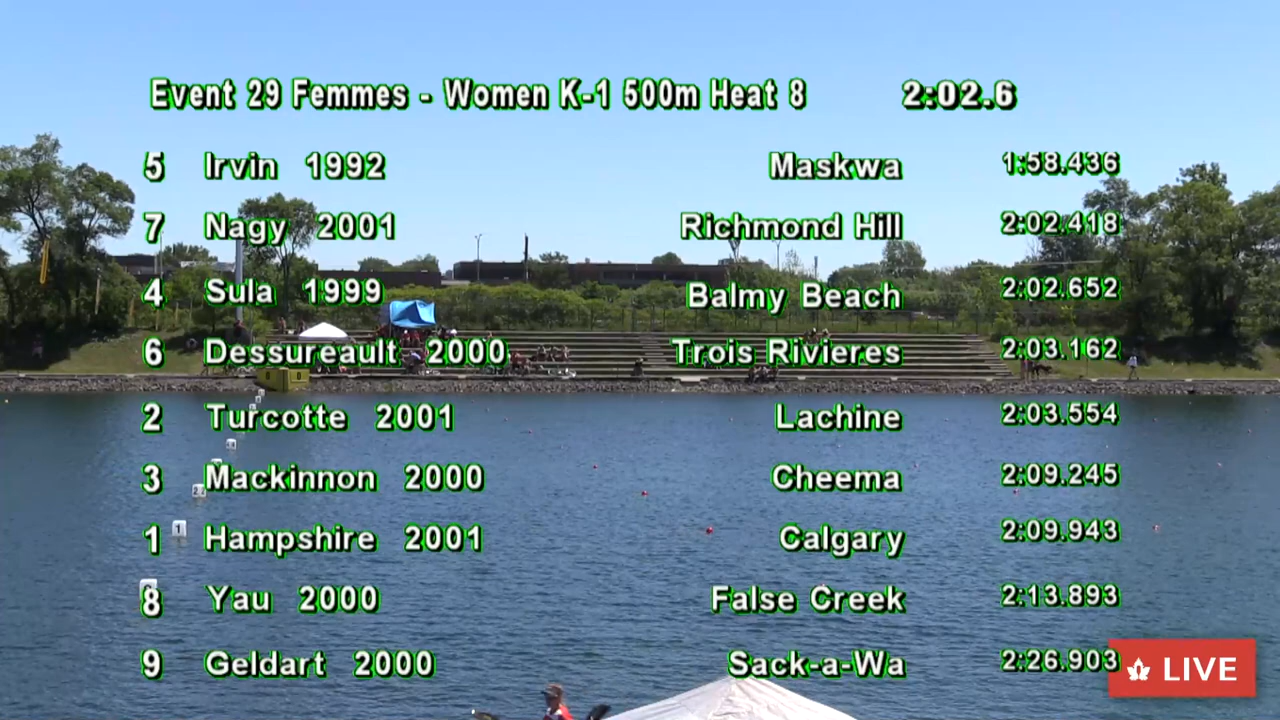 Event 29 Femmes - Women K-1 500m Heat 8 2:02.6
5 Irvin 1992 Maskwa 1:58.436
7 Nagy 2001 Richmond Hill 2:02.418
4 Sula 1999 Balmy Beach 2:02.652
6 Dessureault 2000 Trois Rivieres 2:03.162
2 Turcotte 2001 Lachine 2:03.554
3 Mackinnon 2000 Cheema 2:09.245
1 Hampshire 2001 Calgary 2:09.943
8 Yau 2000 False Creek 2:13.893
9 Geldart 2000 Sack-a-Wa 2:26.903
LIVE
1